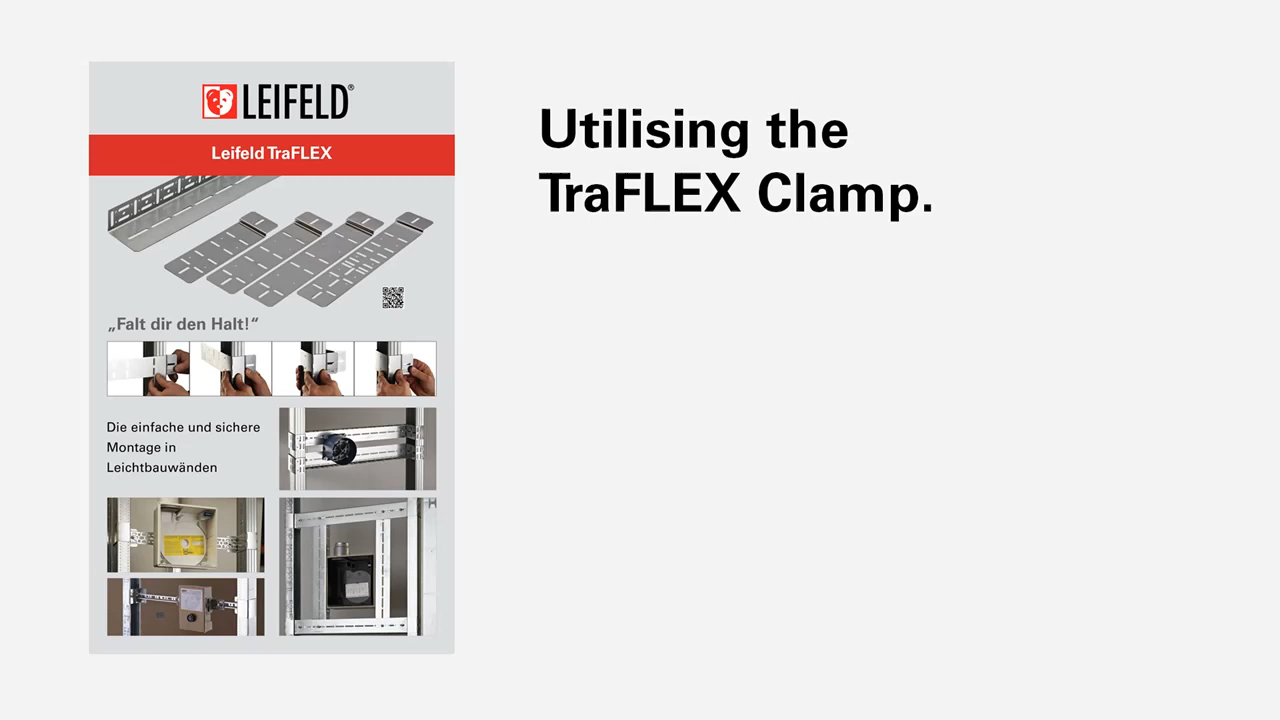 LEIFELD®
Leifeld TraFLEX
„Falt dir den Halt!“
Die einfache und sichere
Montage in
Leichtbauwänden
Utilising the
TraFLEX Clamp.